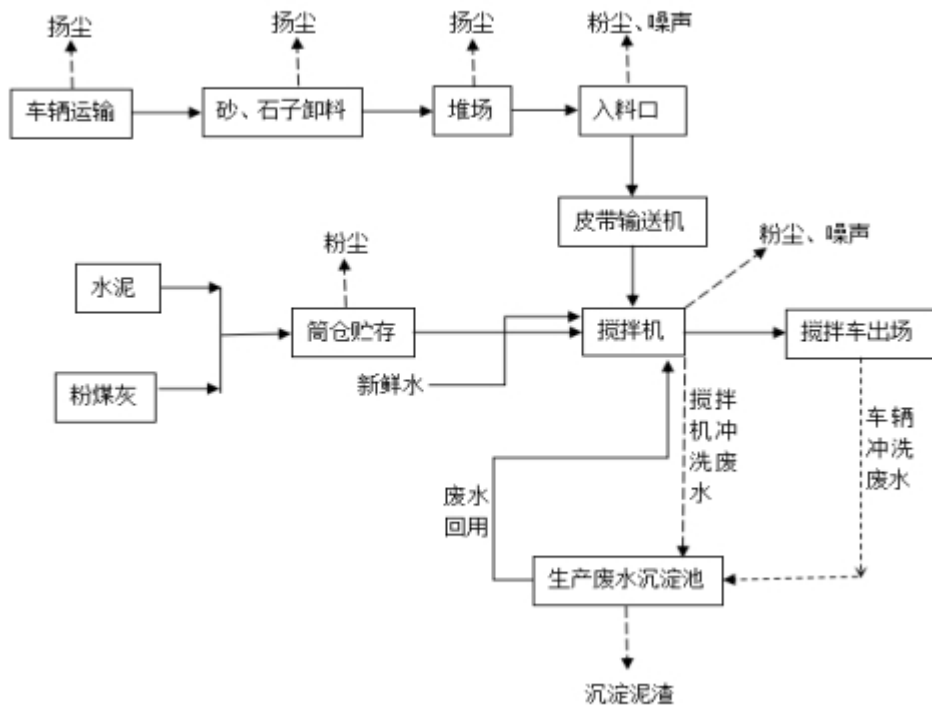 扬尘
扬尘
扬尘
粉尘、噪声
车辆运输
砂、石子卸料
堆场
入料口
皮带输送机
粉尘、噪声
粉尘
水泥
筒仓贮存
搅拌机
搅拌车出场
新鲜水
粉煤灰
搅拌
机冲
洗废
水
车辆
冲洗
废水
废水
回用
生产废水沉淀池
沉淀泥渣